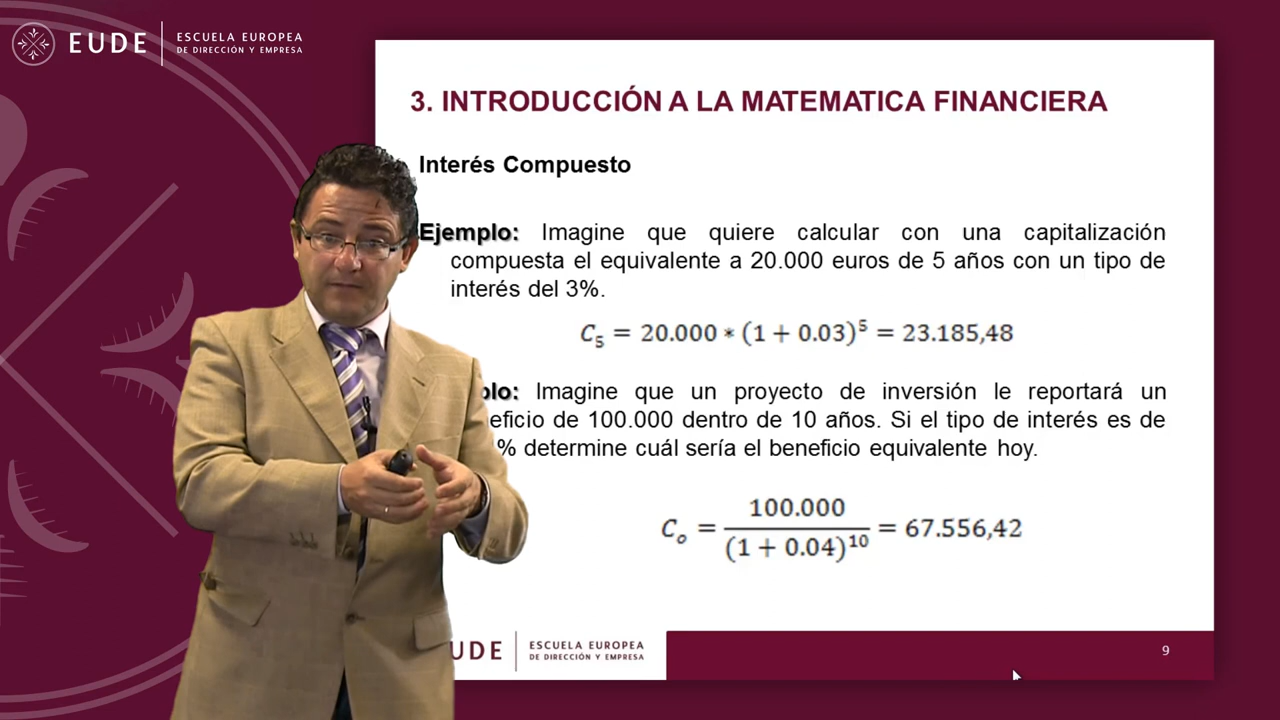 EUDE
ESCUELA EUROPEA
DE DIRECCIÓN Y EMPRESA
3. INTRODUCCIÓN A LA MATEMATICA FINANCIERA
Interés Compuesto
Ejemplo: Imagine que quiere calcular con una capitalización
compuesta el equivalente a 20.000 euros de 5 años con un tipo de
interés del 3%.
C₅ = 20.000 * (1 + 0.03)⁵ = 23.185,48
Imagine que un proyecto de inversión le reportará un
de 100.000 dentro de 10 años. Si el tipo de interés es de
% determine cuál sería el beneficio equivalente hoy.
Cₒ = 100.000 / (1 + 0.04)¹⁰ = 67.556,42
ESCUELA EUROPEA
DE DIRECCIÓN Y EMPRESA
9